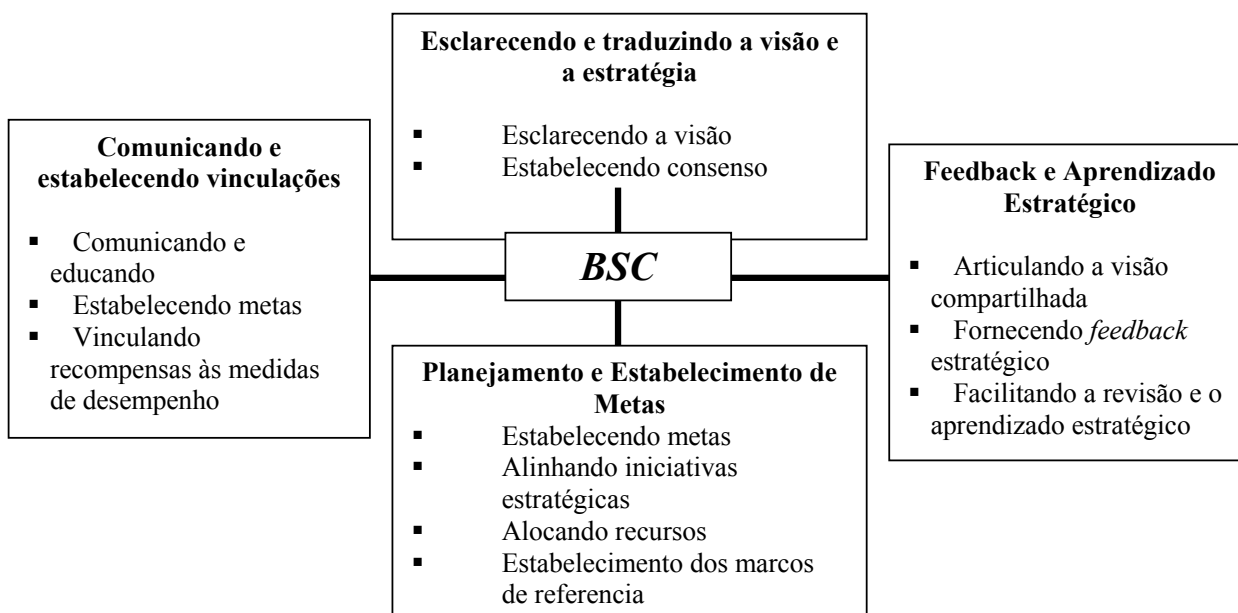 Esclarecendo e traduzindo a visão e
a estratégia
▪ Esclarecendo a visão
▪ Estabelecendo consenso
Comunicando e
estabelecendo vinculações
▪ Comunicando e
educando
▪ Estabelecendo metas
▪ Vinculando
recompensas às medidas
de desempenho
BSC
Feedback e Aprendizado
Estratégico
▪ Articulando a visão
compartilhada
▪ Fornecendo feedback
estratégico
▪ Facilitando a revisão e o
aprendizado estratégico
Planejamento e Estabelecimento de
Metas
▪ Estabelecendo metas
▪ Alinhando iniciativas
estratégicas
▪ Alocando recursos
▪ Estabelecimento dos marcos
de referencia